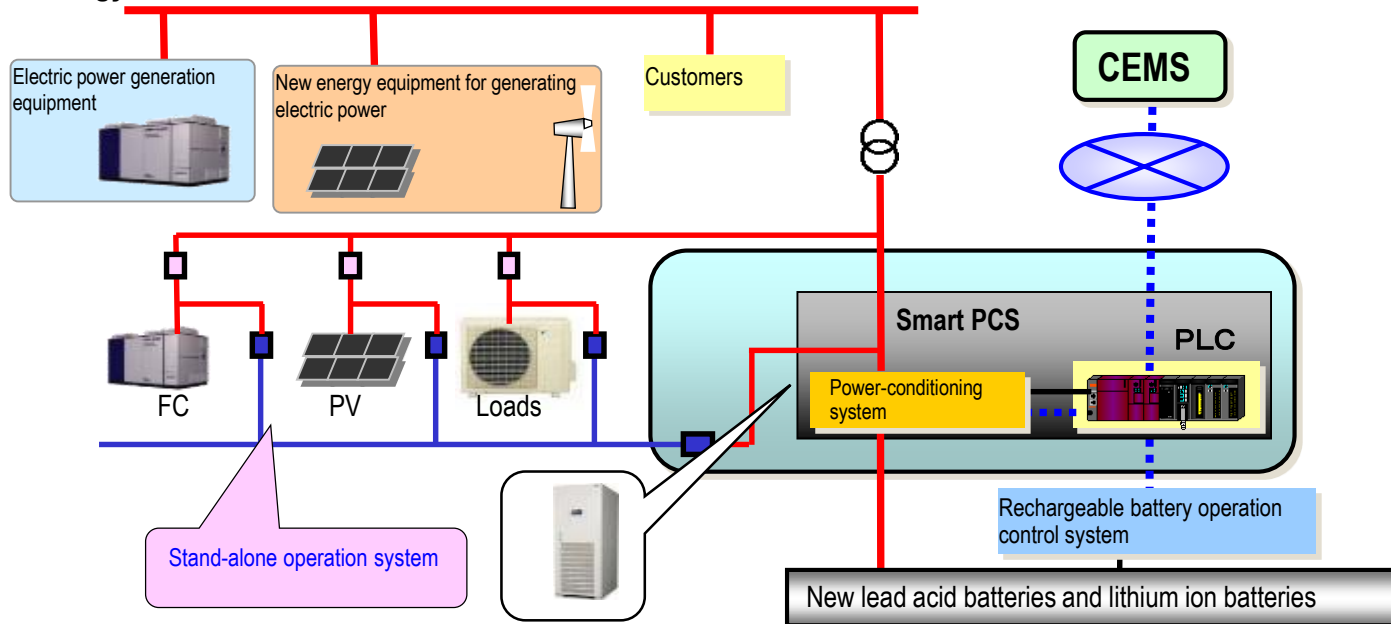 Electric power generation
equipment
New energy equipment for generating
electric power
Customers
CEMS
Smart PCS
PLC
Power-conditioning
system
FC
PV
Loads
Stand-alone operation system
Rechargeable battery operation
control system
New lead acid batteries and lithium ion batteries